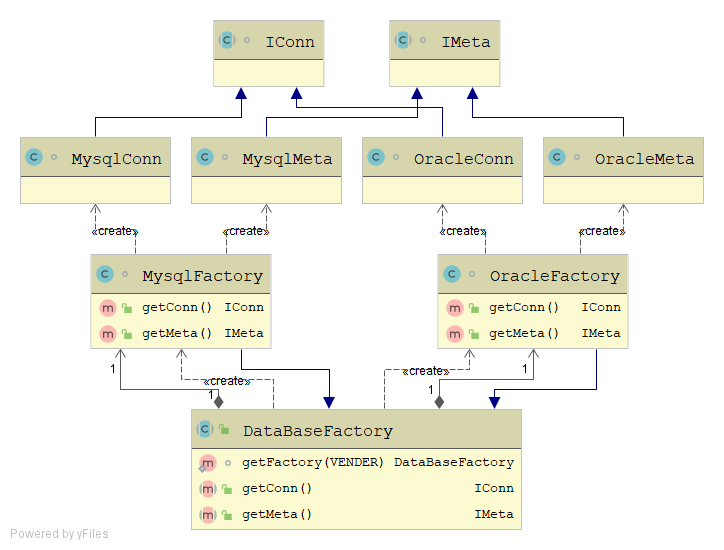 IConn
IMeta
MysqlConn
MysqlMeta
OracleConn
OracleMeta
«create»
«create»
«create»
«create»
MysqlFactory
getConn() IConn
getMeta() IMeta
OracleFactory
getConn() IConn
getMeta() IMeta
1
«create»
1
«create»
1
1
DataBaseFactory
getFactory(VENDER) DataBaseFactory
getConn() IConn
getMeta() IMeta
Powered by yFiles